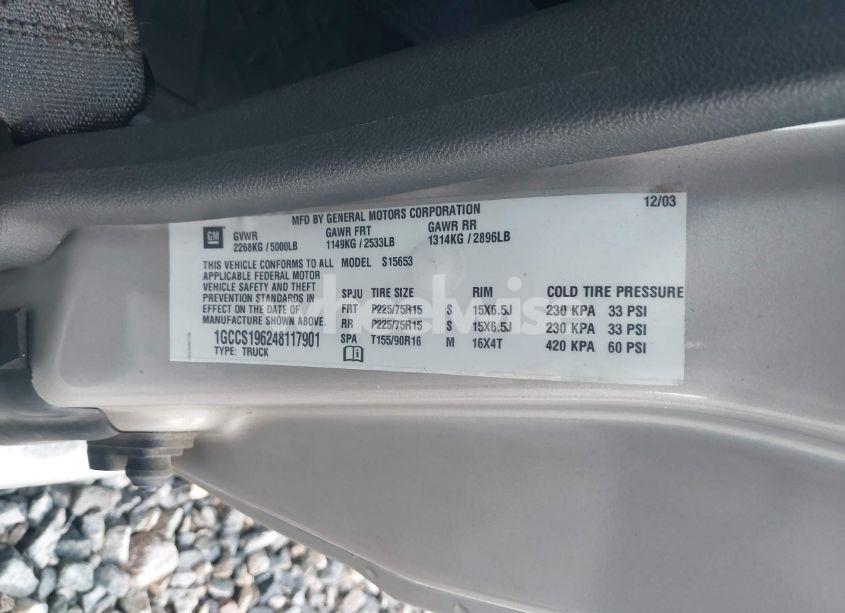 12/03
MFD BY GENERAL MOTORS CORPORATION
GM GVWR GAWR FRT GAWR RR
2268KG / 5000LB 1149KG / 2533LB 1314KG / 2896LB
THIS VEHICLE CONFORMS TO ALL MODEL S15653
APPLICABLE FEDERAL MOTOR
VEHICLE SAFETY AND THEFT
PREVENTION STANDARDS IN
EFFECT ON THE DATE OF
MANUFACTURE SHOWN ABOVE.
1GCCS196248117901
TYPE: TRUCK
SPJU TIRE SIZE RIM COLD TIRE PRESSURE
FRT P225/75R15 S 15X6.5J 230 KPA 33 PSI
RR P225/75R15 S 15X6.5J 230 KPA 33 PSI
SPA T155/90R16 M 16X4T 420 KPA 60 PSI